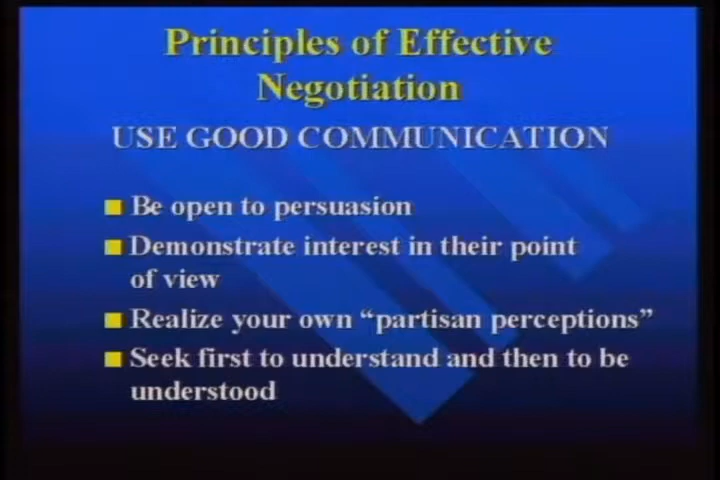 Principles of Effective
Negotiation
USE GOOD COMMUNICATION
Be open to persuasion
Demonstrate interest in their point
of view
Realize your own “partisan perceptions”
Seek first to understand and then to be
understood